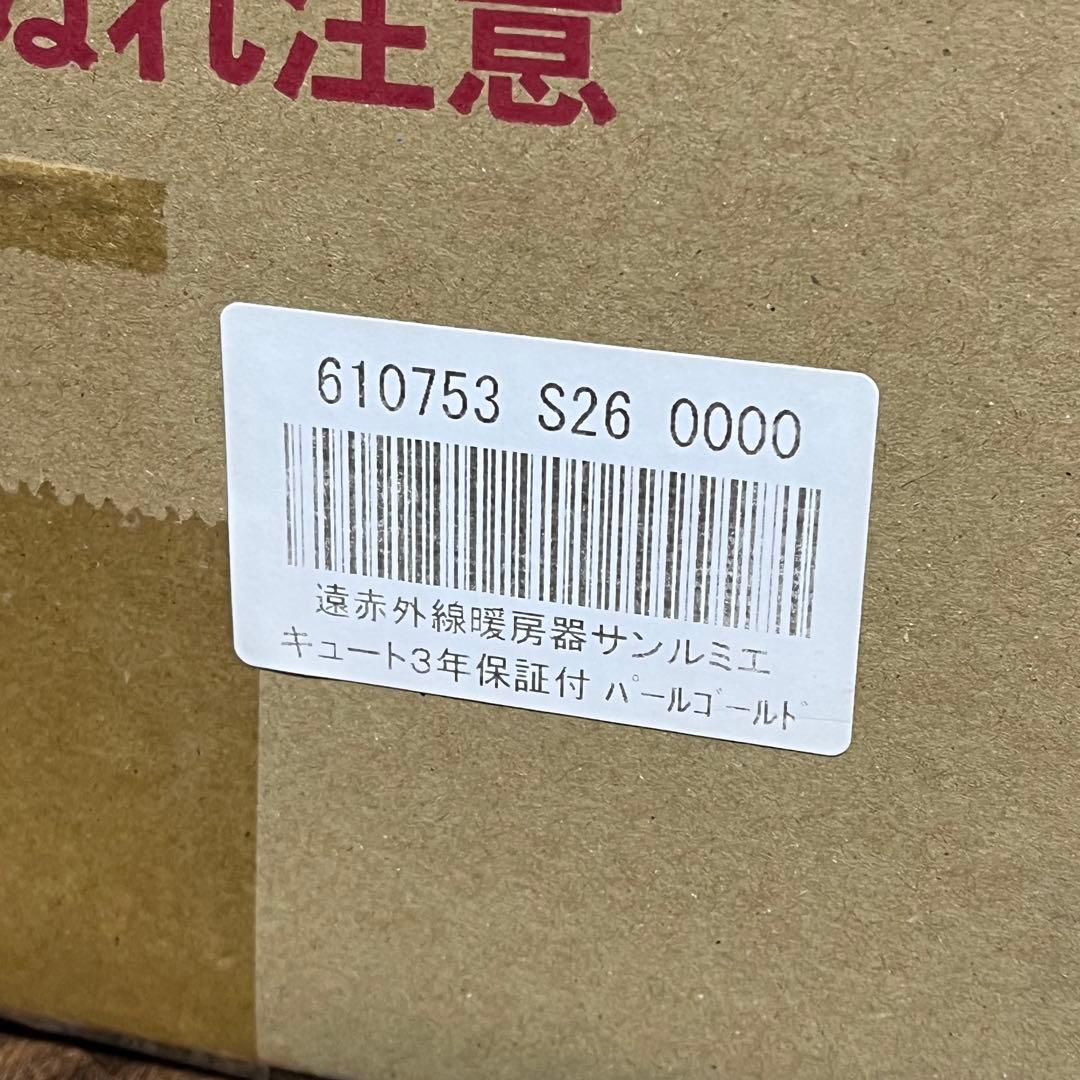 ぬれ注意
610753 S26 0000
遠赤外線暖房器サンルミエ
キュート3年保証付 ﾊﾟｰﾙｺﾞｰﾙﾄﾞ